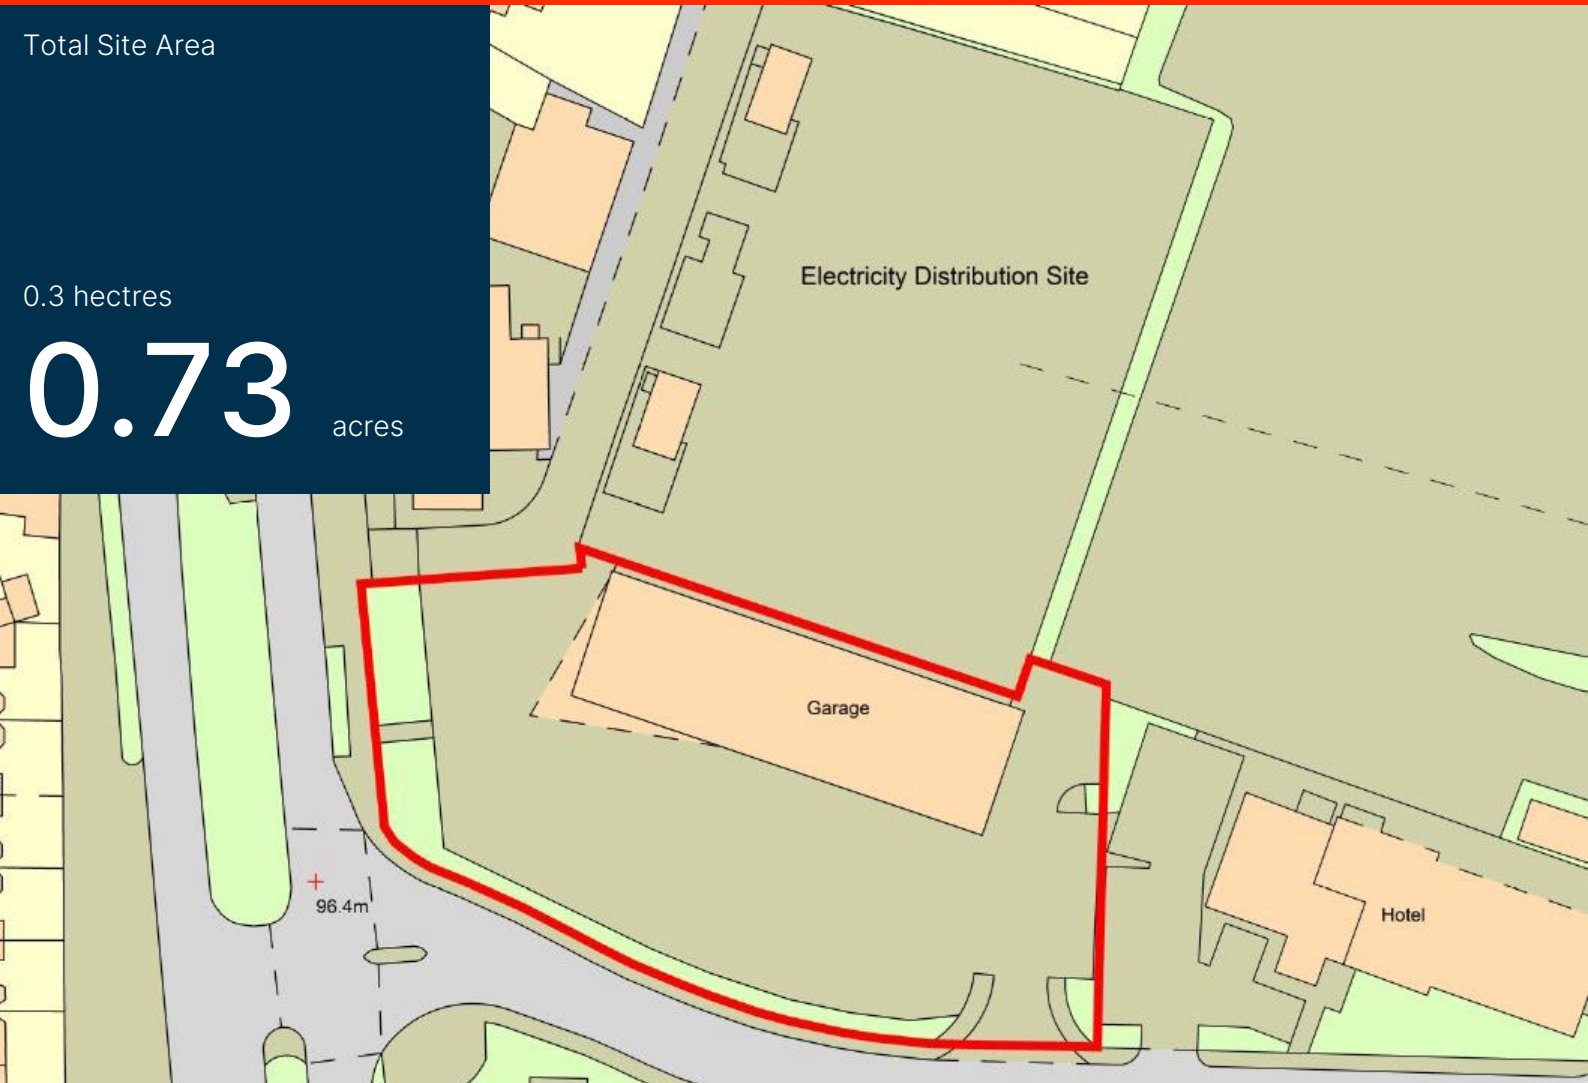 Total Site Area
0.3 hectres
0.73 acres
Electricity Distribution Site
Garage
96.4m
Hotel